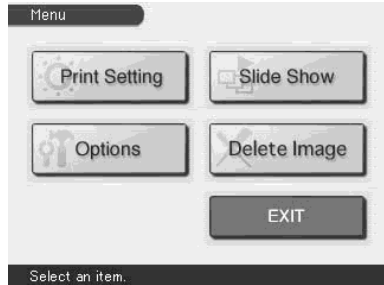 Menu
Print Setting
Slide Show
Options
Delete Image
EXIT
Select an item.